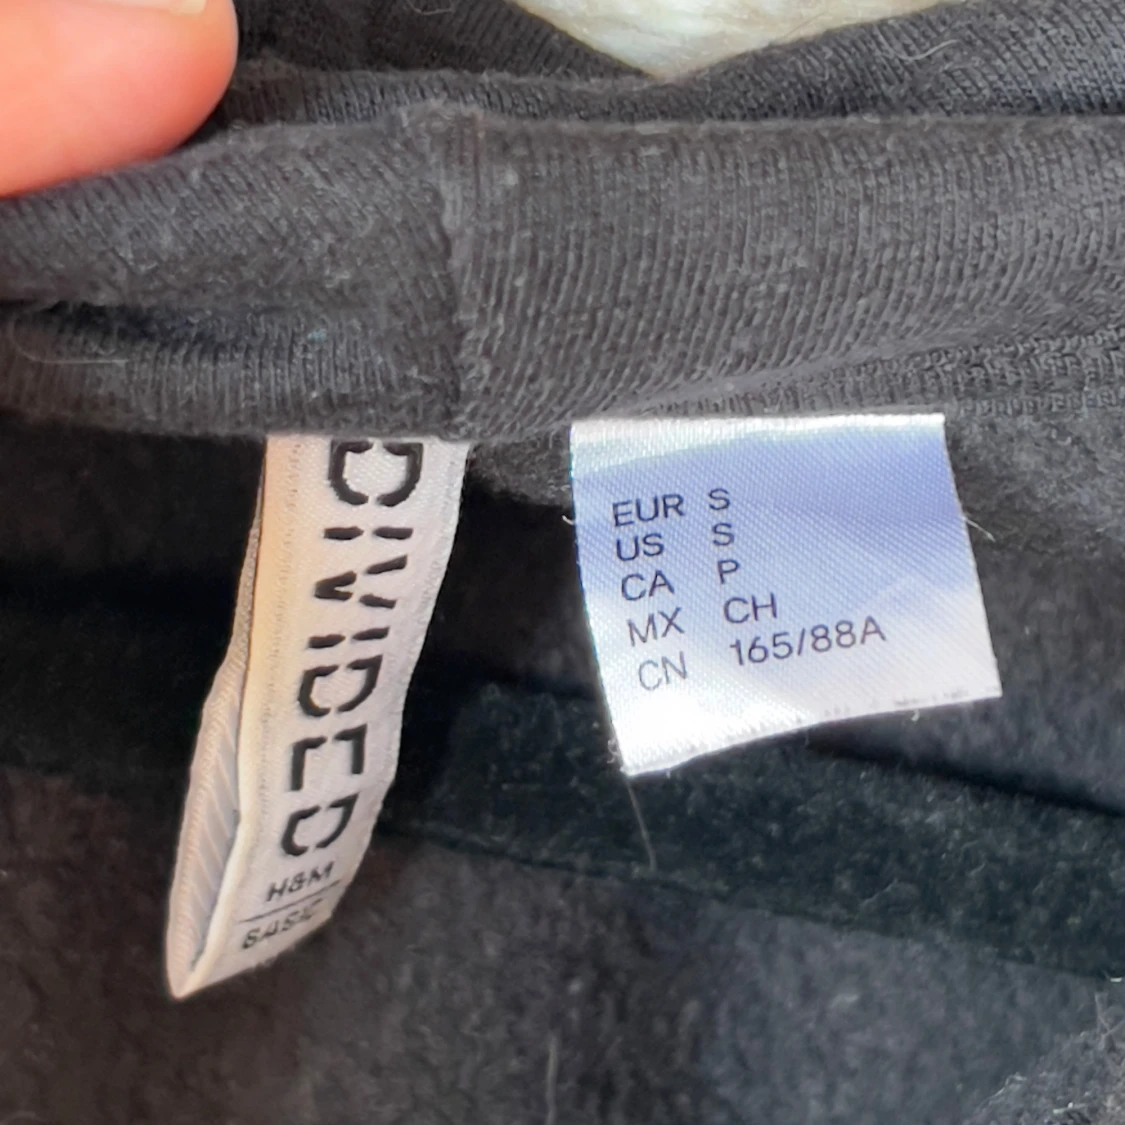 DIVIDED
H&M
BASIC
EUR S
US S
CA P
MX CH
CN 165/88A